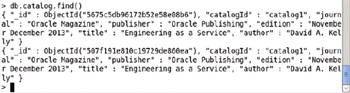 > db.catalog.find()
{ "_id" : ObjectId("5675c5db96172b52e58e08b6"), "catalogId" : "catalog1", "journ
al" : "Oracle Magazine", "publisher" : "Oracle Publishing", "edition" : "Novembe
r December 2013", "title" : "Engineering as a Service", "author" : "David A. Kel
ly" }
{ "_id" : ObjectId("507f191e810c19729de860ea"), "catalogId" : "catalog1", "journ
al" : "Oracle Magazine", "publisher" : "Oracle Publishing", "edition" : "Novembe
r December 2013", "title" : "Engineering as a Service", "author" : "David A. Kel
ly" }
>